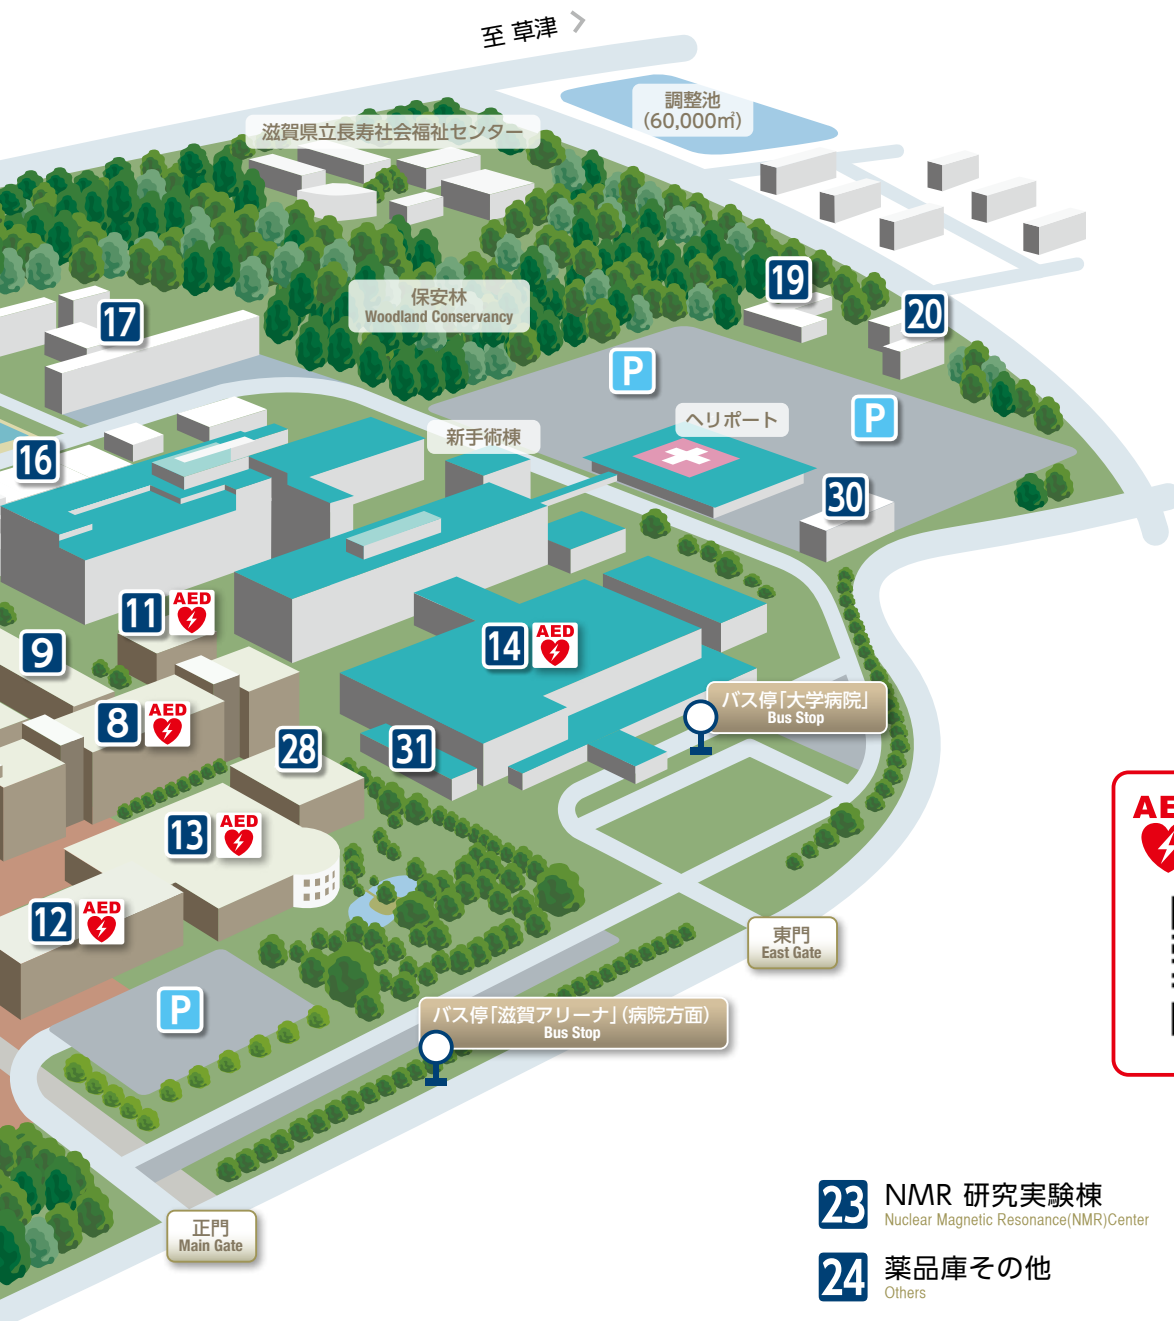 至 草津
調整池
(60,000㎡)
滋賀県立長寿社会福祉センター
保安林
Woodland Conservancy
19
20
17
P
P
ヘリポート
新手術棟
16
30
11
AED
9
14
AED
8
AED
バス停「大学病院」
Bus Stop
28
31
13
AED
12
AED
東門
East Gate
P
バス停「滋賀アリーナ」(病院方面)
Bus Stop
正門
Main Gate
23
NMR 研究実験棟
Nuclear Magnetic Resonance(NMR)Center
24
薬品庫その他
Others